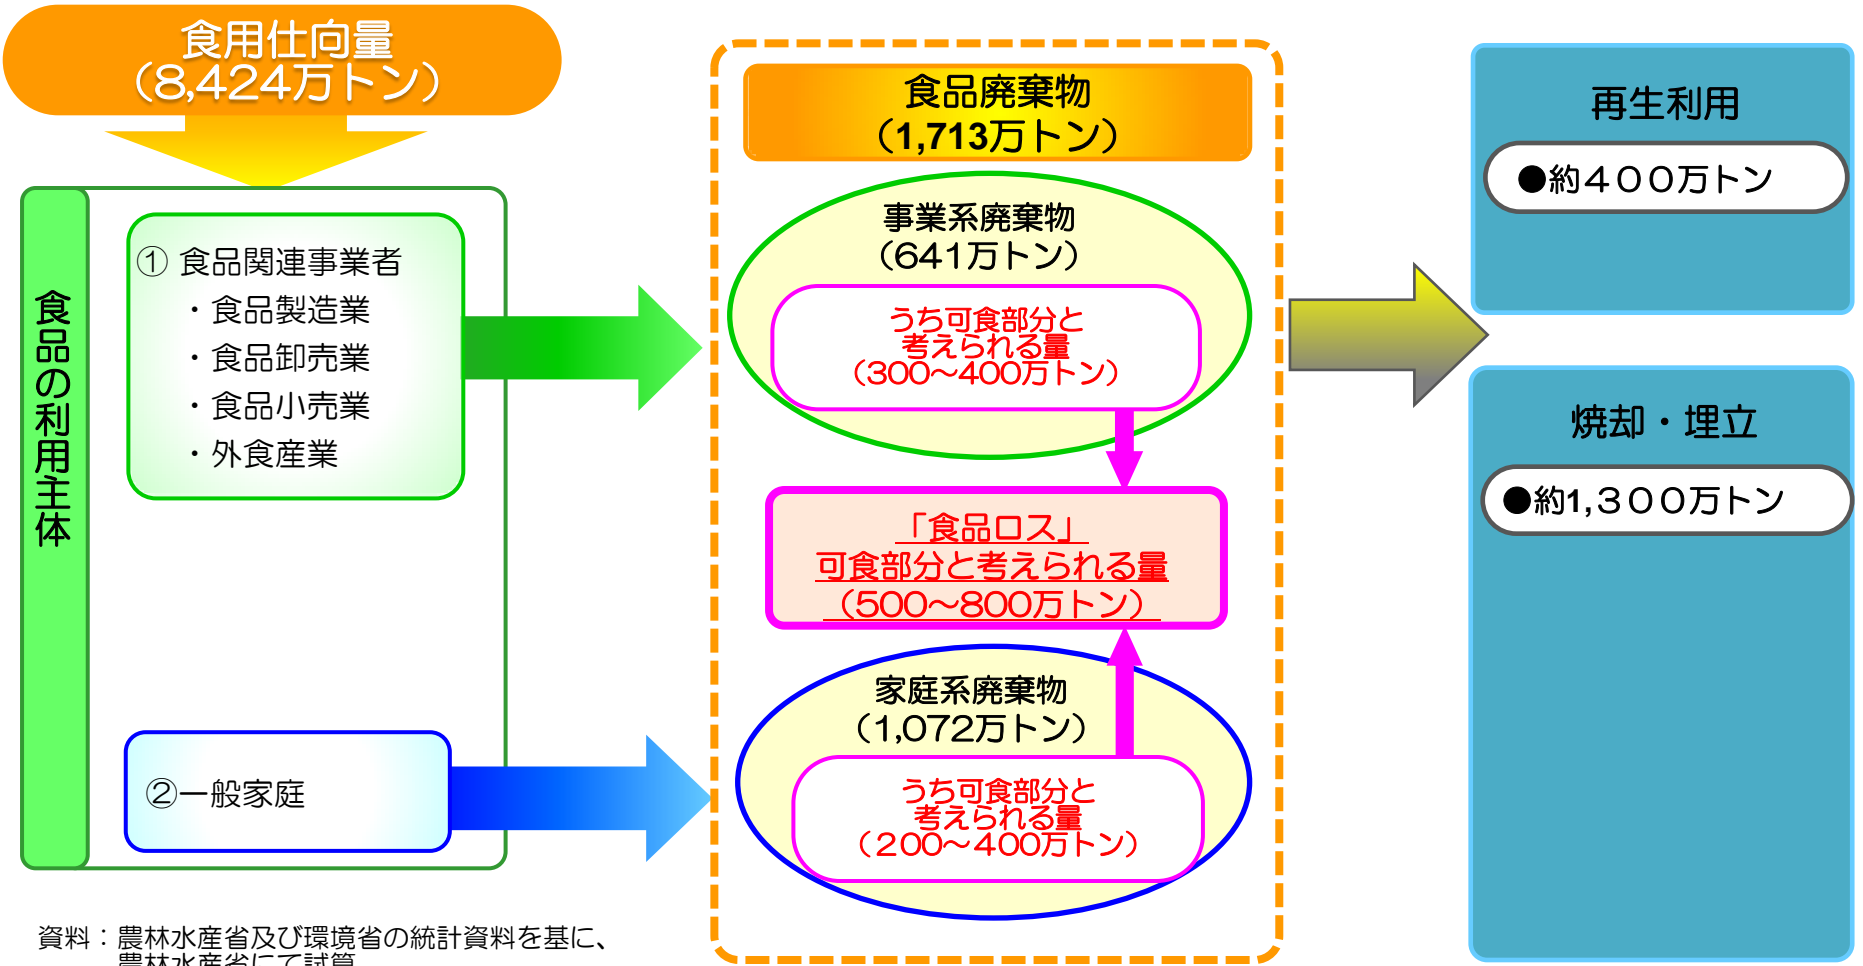 食用仕向量
（8,424万トン）
食品の利用主体
① 食品関連事業者
・食品製造業
・食品卸売業
・食品小売業
・外食産業
②一般家庭
資料：農林水産省及び環境省の統計資料を基に、
農林水産省にて試算
食品廃棄物
（1,713万トン）
事業系廃棄物
（641万トン）
うち可食部分と
考えられる量
（300～400万トン）
「食品ロス」
可食部分と考えられる量
（500～800万トン）
家庭系廃棄物
（1,072万トン）
うち可食部分と
考えられる量
（200～400万トン）
再生利用
●約４００万トン
焼却・埋立
●約1,３００万トン